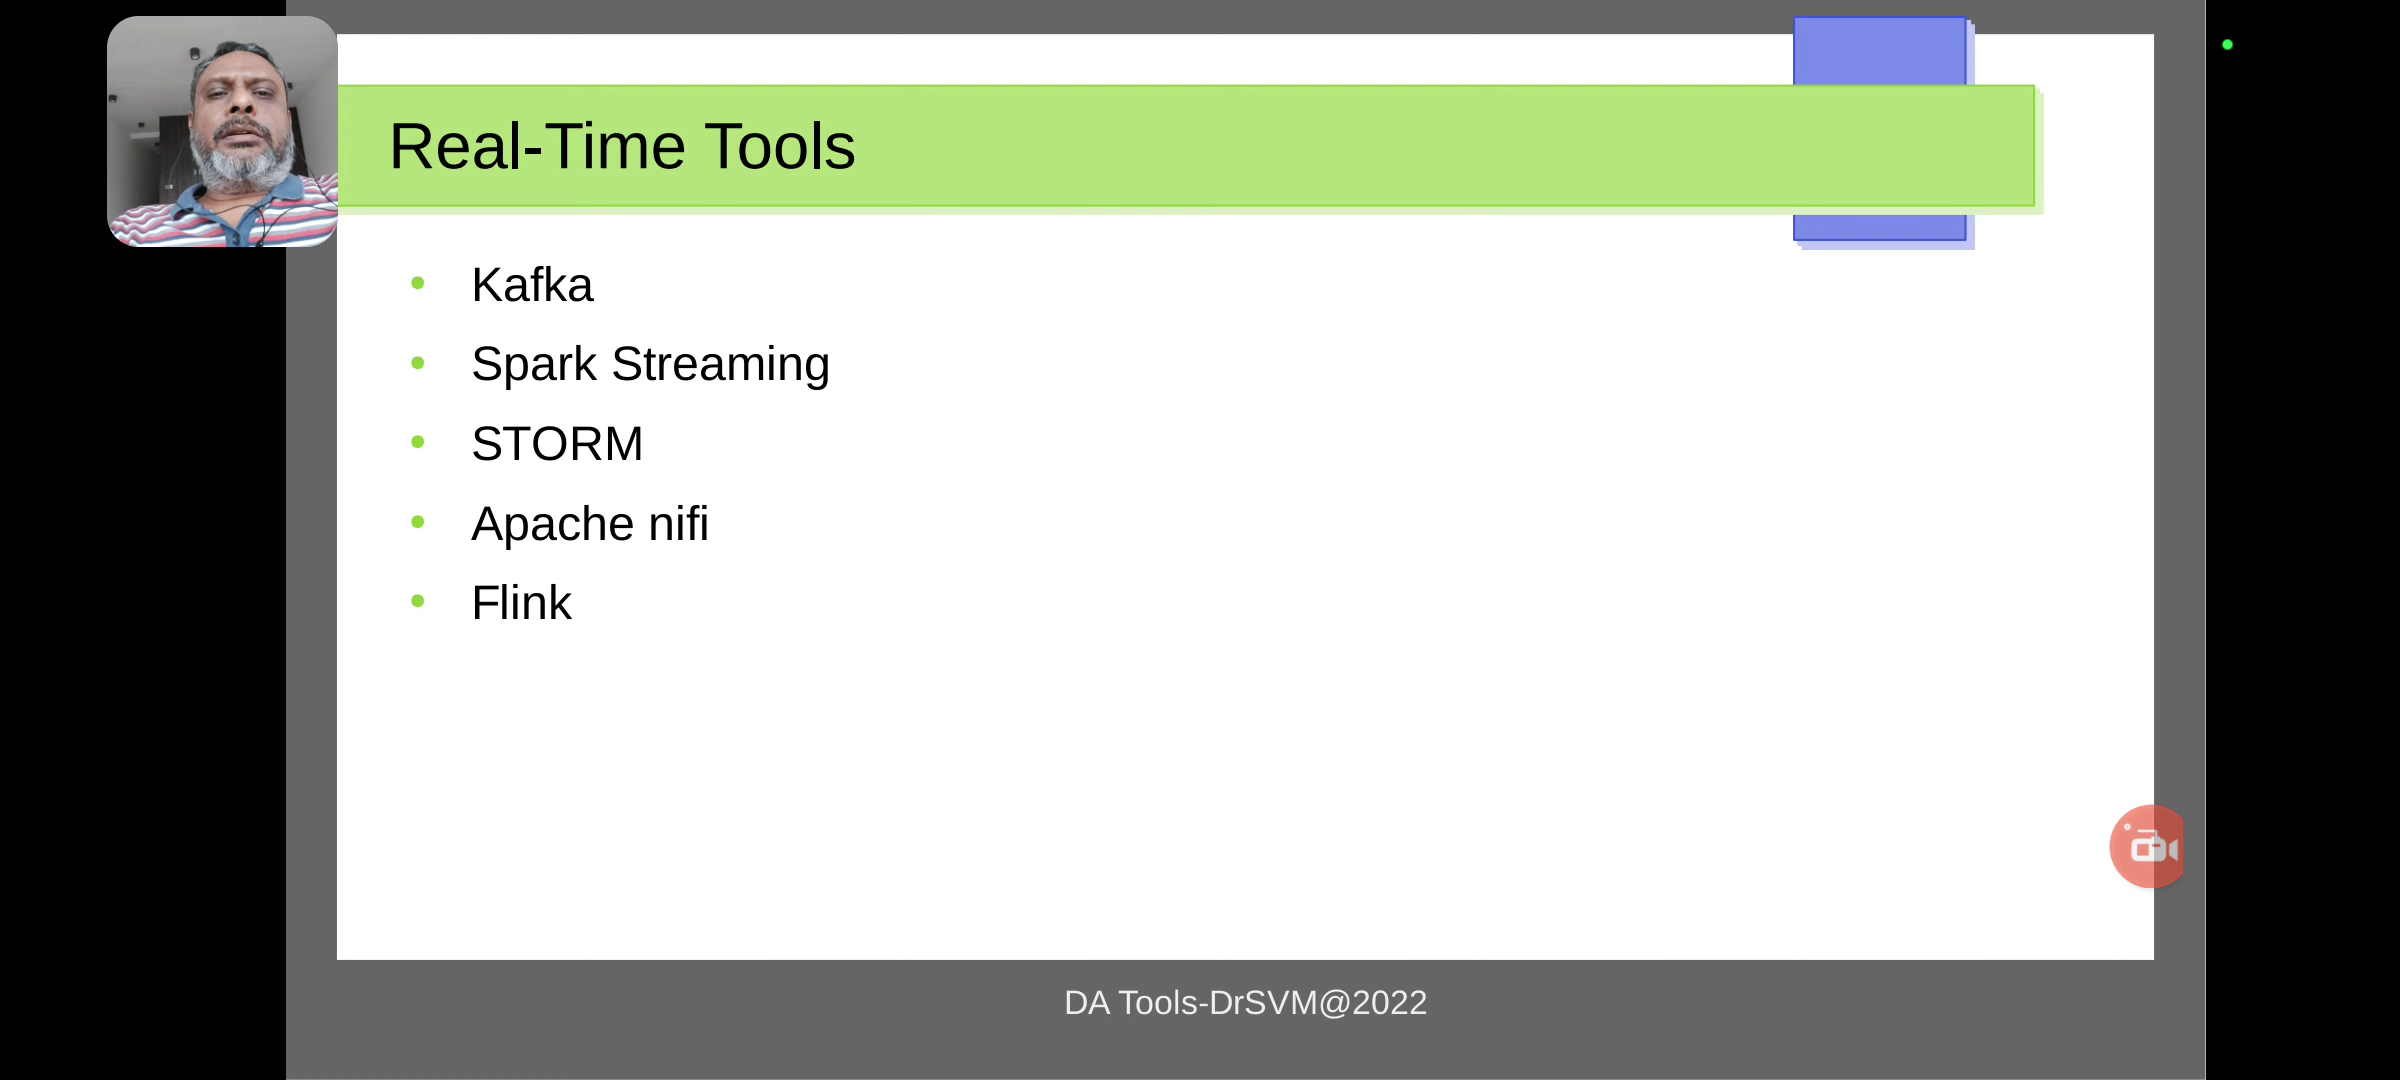 Real-Time Tools
Kafka
Spark Streaming
STORM
Apache nifi
Flink
DA Tools-DrSVM@2022